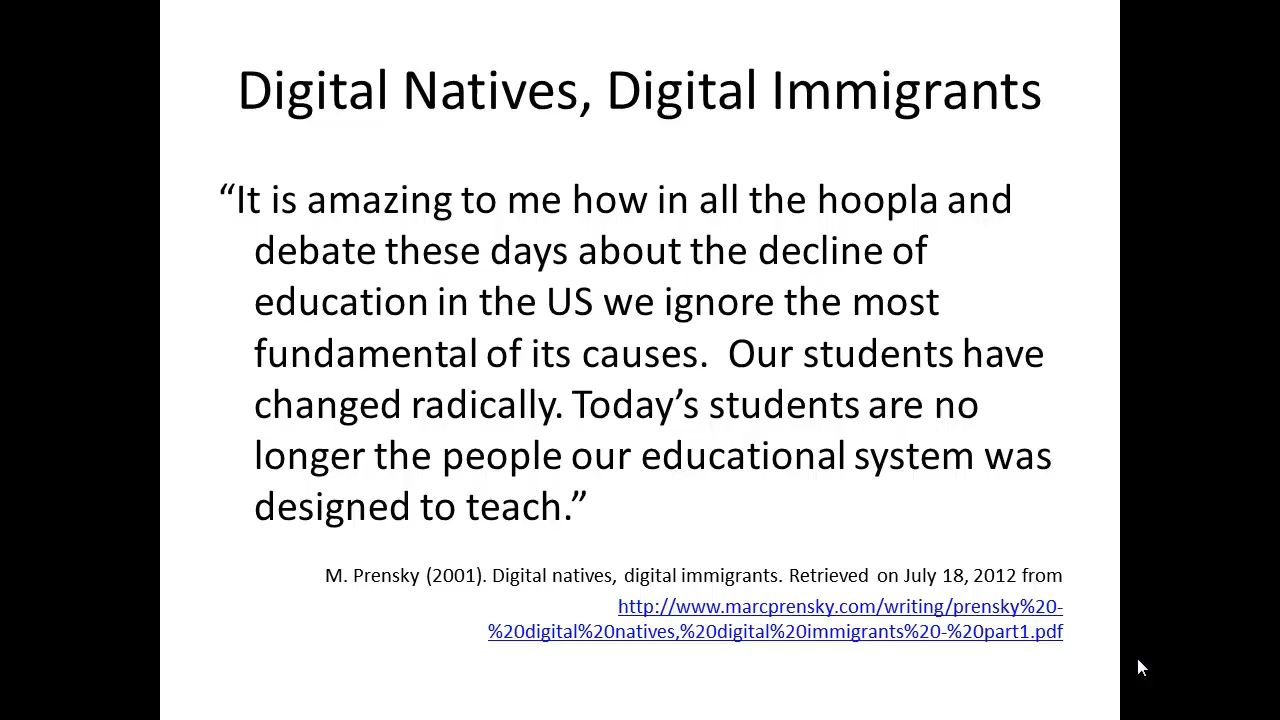 Digital Natives, Digital Immigrants
“It is amazing to me how in all the hoopla and
debate these days about the decline of
education in the US we ignore the most
fundamental of its causes.  Our students have
changed radically. Today’s students are no
longer the people our educational system was
designed to teach.”
M. Prensky (2001). Digital natives, digital immigrants. Retrieved on July 18, 2012 from
http://www.marcprensky.com/writing/prensky%20-
%20digital%20natives,%20digital%20immigrants%20-%20part1.pdf